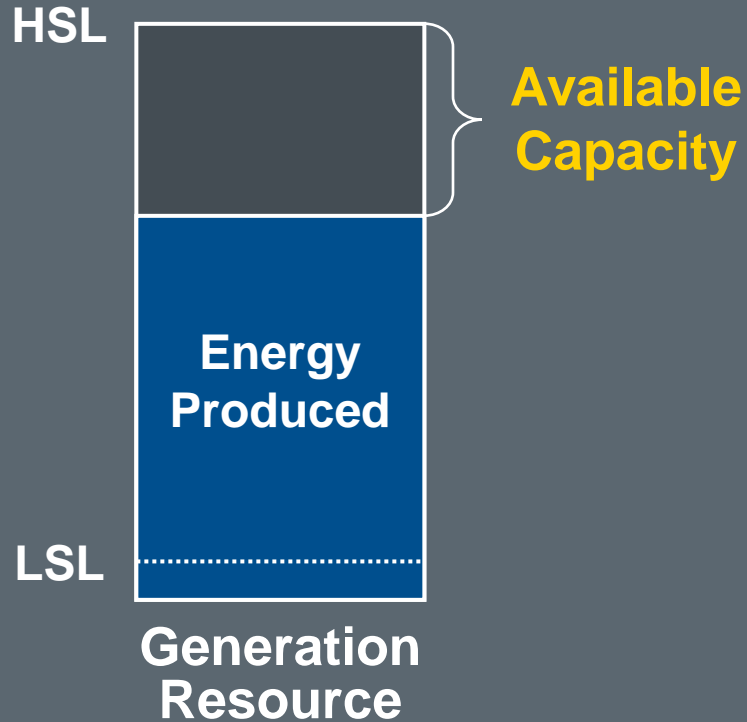 HSL
Available
Capacity
Energy
Produced
LSL
Generation
Resource